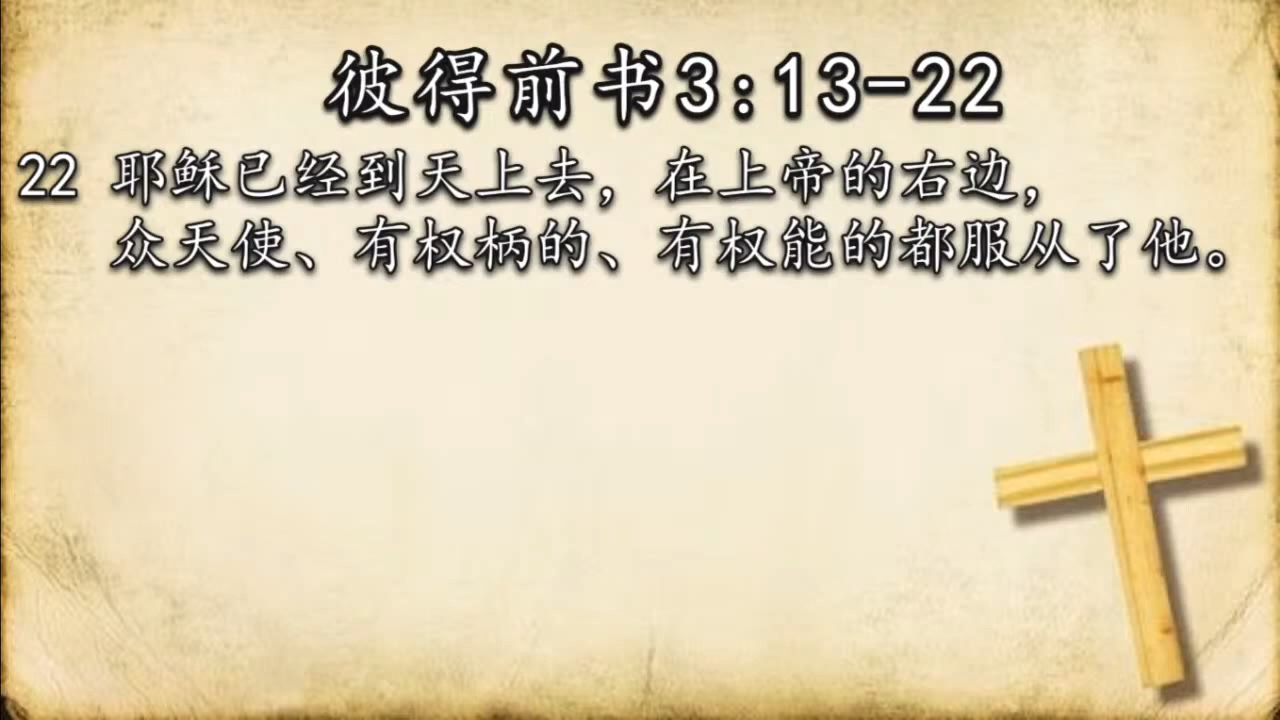 彼得前书3:13-22
22 耶稣已经到天上去，在上帝的右边，
众天使、有权柄的、有权能的都服从了他。